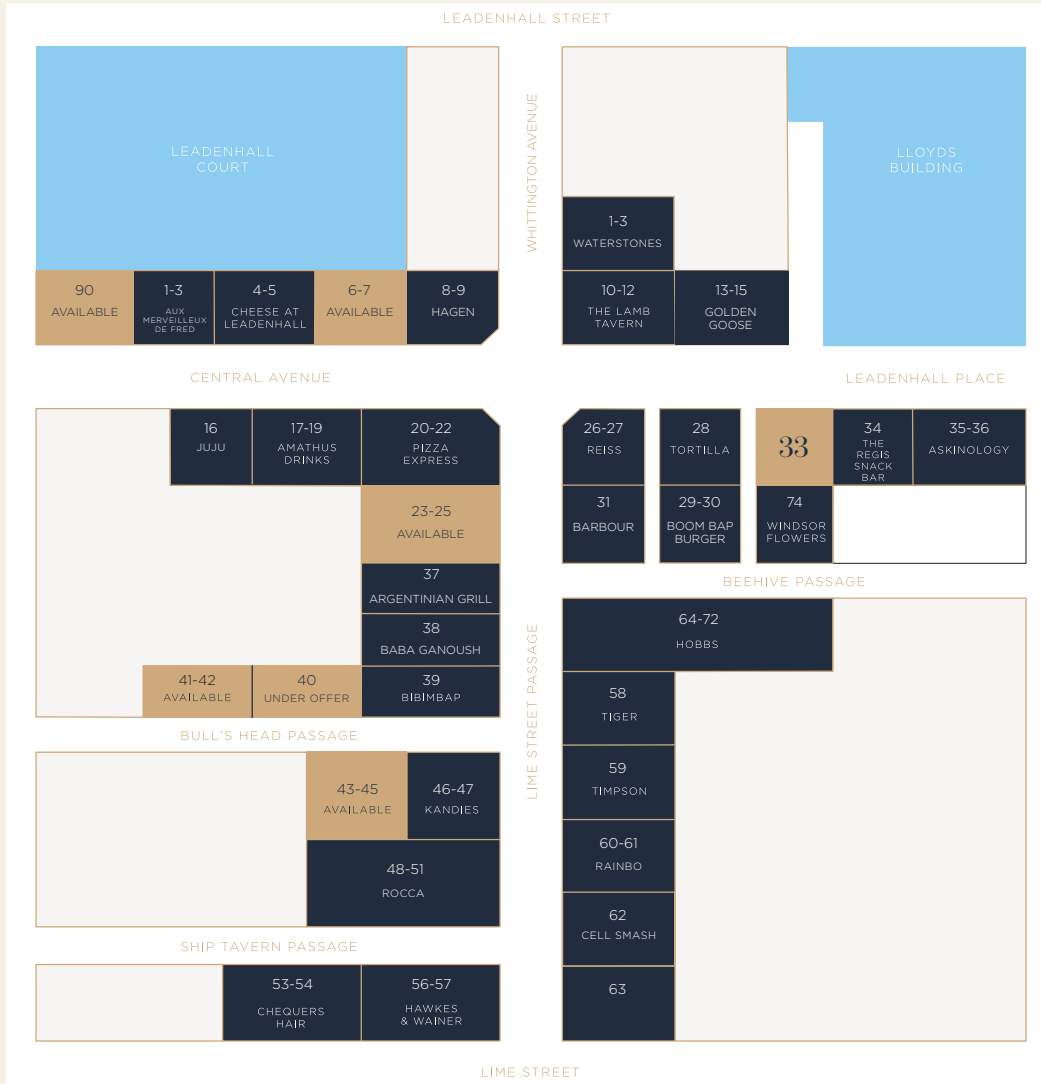 LEADENHALL STREET
LEADENHALL
COURT
WHITTINGTON AVENUE
LLOYDS
BUILDING
1-3
WATERSTONES
90
AVAILABLE
1-3
AUX
MERVEILLEUX
DE FRED
4-5
CHEESE AT
LEADENHALL
6-7
AVAILABLE
8-9
HAGEN
10-12
THE LAMB
TAVERN
13-15
GOLDEN
GOOSE
CENTRAL AVENUE
LEADENHALL PLACE
16
JUJU
17-19
AMATHUS
DRINKS
20-22
PIZZA
EXPRESS
26-27
REISS
28
TORTILLA
33
34
THE
REGIS
SNACK
BAR
35-36
ASKINOLOGY
23-25
AVAILABLE
31
BARBOUR
29-30
BOOM BAP
BURGER
74
WINDSOR
FLOWERS
37
ARGENTINIAN GRILL
BEEHIVE PASSAGE
38
BABA GANOUSH
64-72
HOBBS
41-42
AVAILABLE
40
UNDER OFFER
39
BIBIMBAP
LIME STREET PASSAGE
58
TIGER
BULL'S HEAD PASSAGE
43-45
AVAILABLE
46-47
KANDIES
59
TIMPSON
48-51
ROCCA
60-61
RAINBO
62
CELL SMASH
SHIP TAVERN PASSAGE
53-54
CHEQUERS
HAIR
56-57
HAWKES
& WAINER
63
LIME STREET